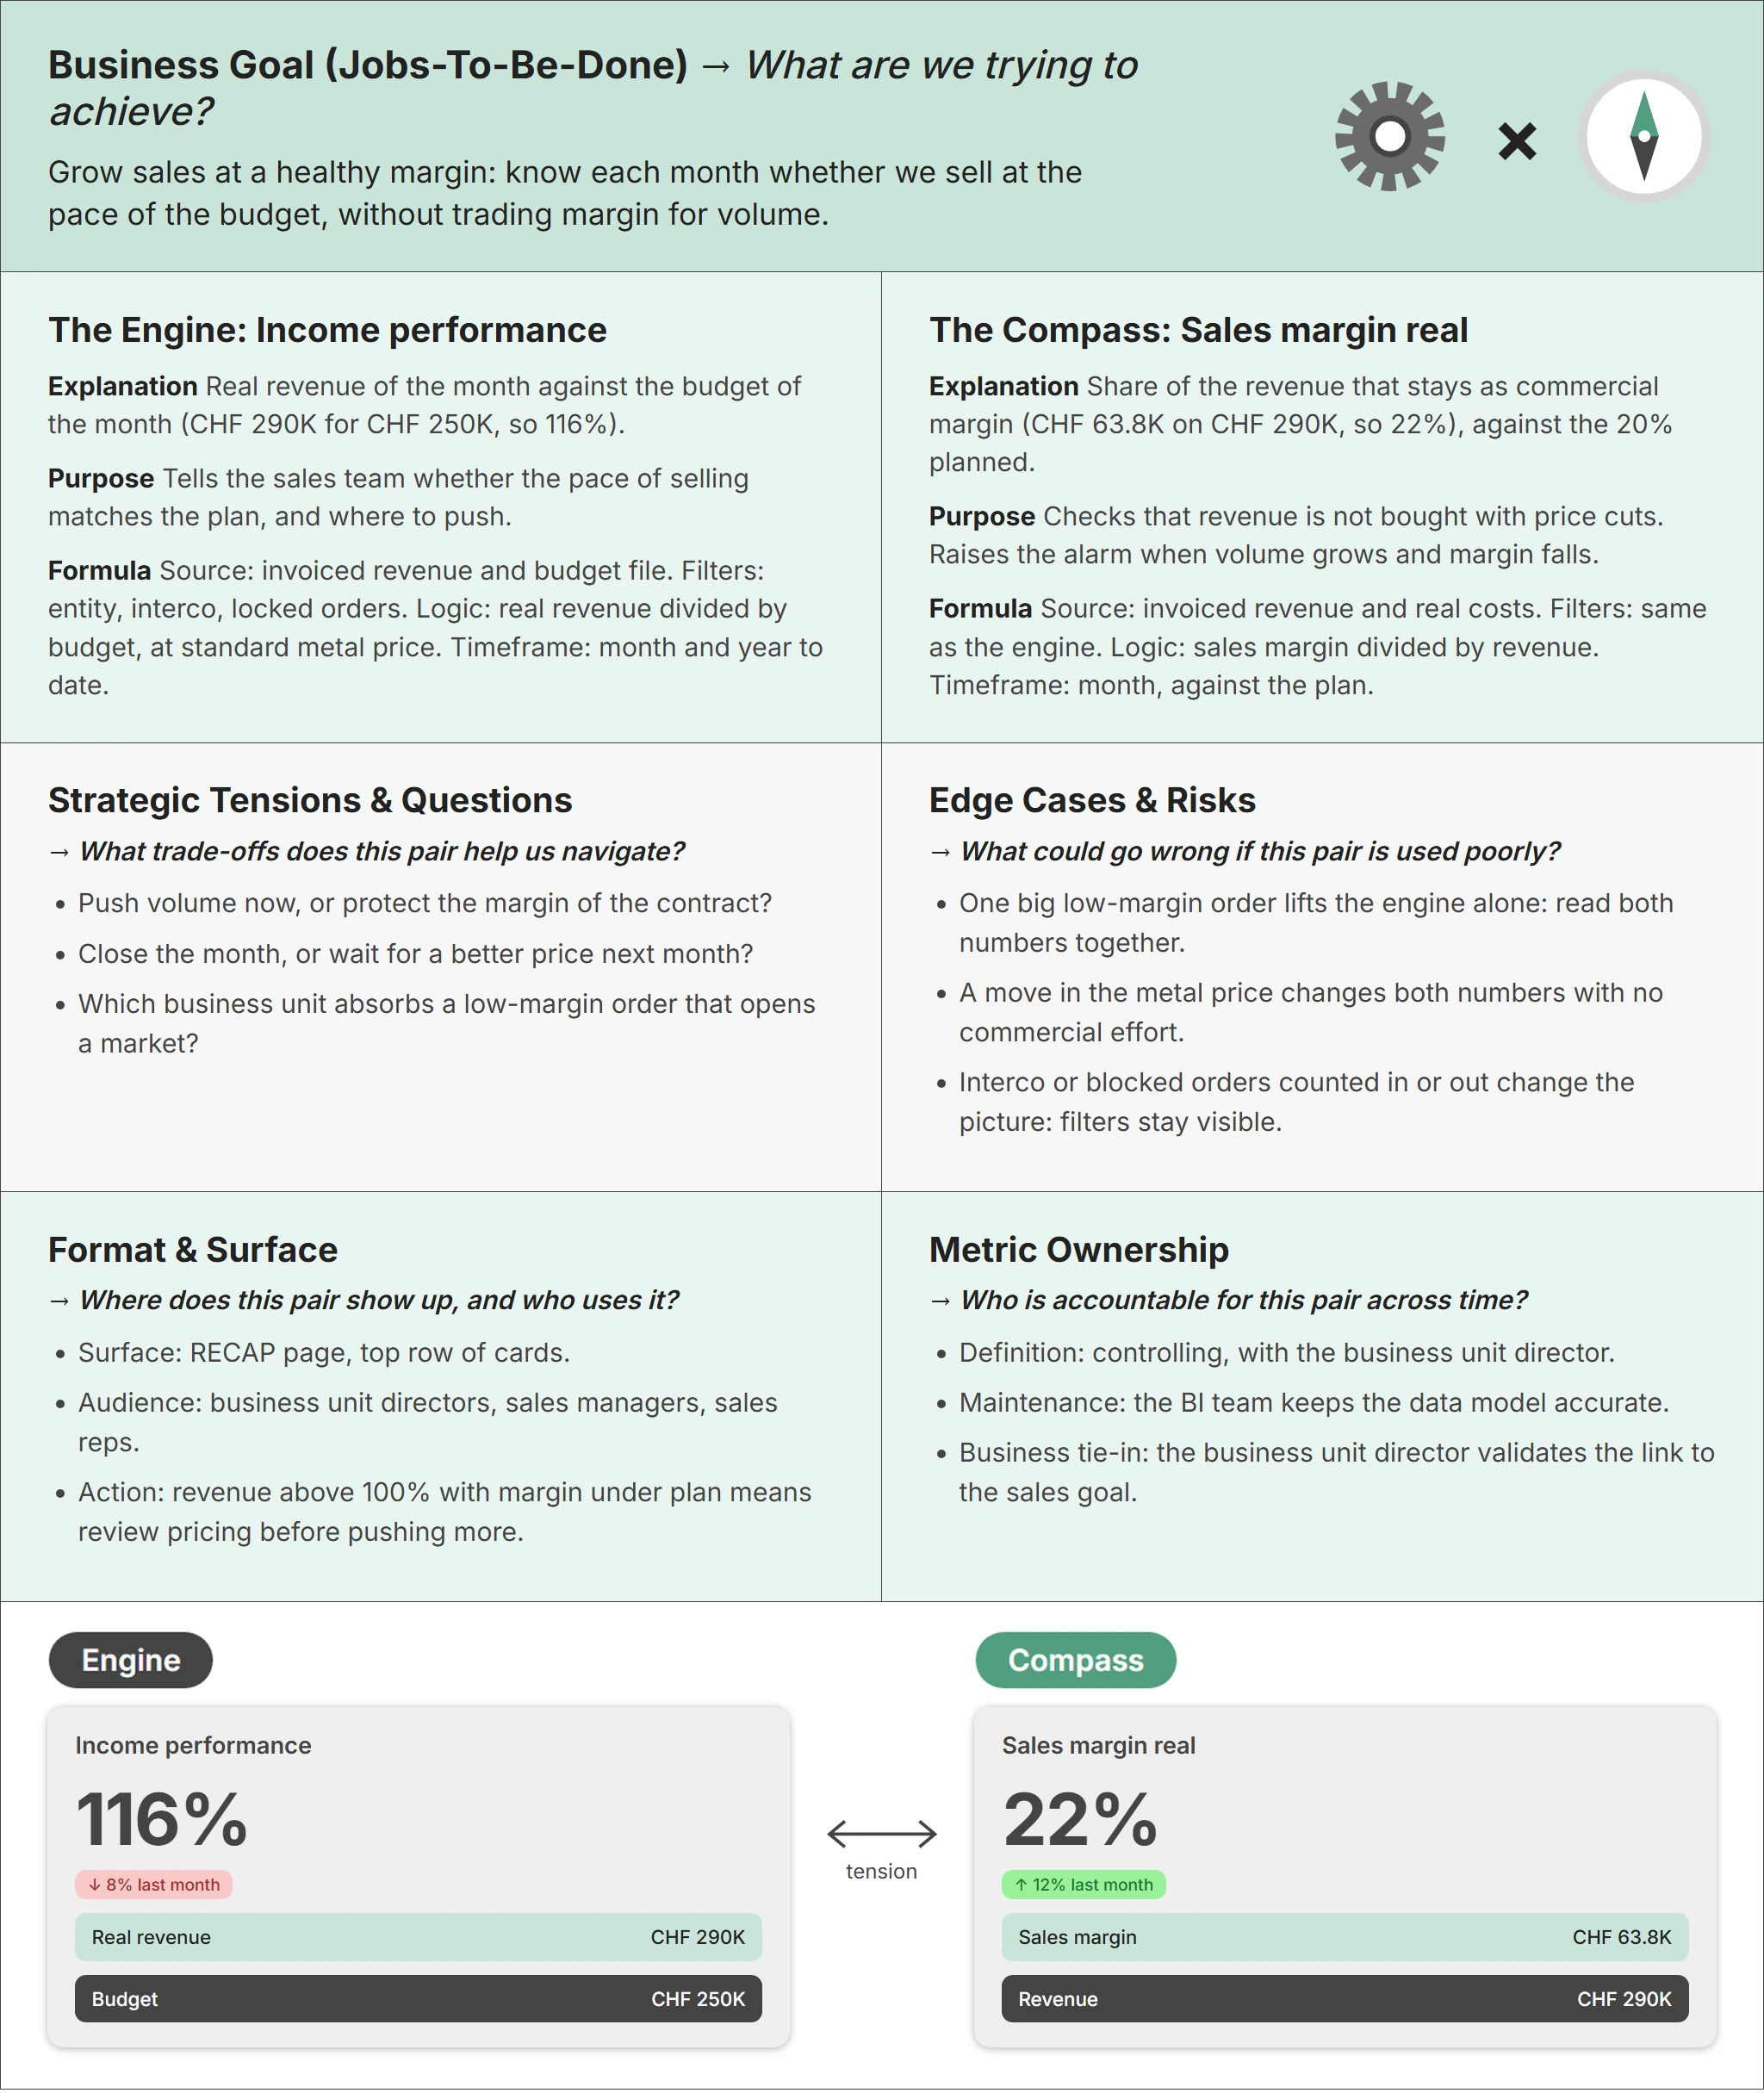 Business Goal (Jobs-To-Be-Done) → What are we trying to
achieve?
Grow sales at a healthy margin: know each month whether we sell at the
pace of the budget, without trading margin for volume.
The Engine: Income performance
Explanation Real revenue of the month against the budget of
the month (CHF 290K for CHF 250K, so 116%).
Purpose Tells the sales team whether the pace of selling
matches the plan, and where to push.
Formula Source: invoiced revenue and budget file. Filters:
entity, interco, locked orders. Logic: real revenue divided by
budget, at standard metal price. Timeframe: month and year to
date.
The Compass: Sales margin real
Explanation Share of the revenue that stays as commercial
margin (CHF 63.8K on CHF 290K, so 22%), against the 20%
planned.
Purpose Checks that revenue is not bought with price cuts.
Raises the alarm when volume grows and margin falls.
Formula Source: invoiced revenue and real costs. Filters: same
as the engine. Logic: sales margin divided by revenue.
Timeframe: month, against the plan.
Strategic Tensions & Questions
→ What trade-offs does this pair help us navigate?
• Push volume now, or protect the margin of the contract?
• Close the month, or wait for a better price next month?
• Which business unit absorbs a low-margin order that opens
a market?
Edge Cases & Risks
→ What could go wrong if this pair is used poorly?
• One big low-margin order lifts the engine alone: read both
numbers together.
• A move in the metal price changes both numbers with no
commercial effort.
• Interco or blocked orders counted in or out change the
picture: filters stay visible.
Format & Surface
→ Where does this pair show up, and who uses it?
• Surface: RECAP page, top row of cards.
• Audience: business unit directors, sales managers, sales
reps.
• Action: revenue above 100% with margin under plan means
review pricing before pushing more.
Metric Ownership
→ Who is accountable for this pair across time?
• Definition: controlling, with the business unit director.
• Maintenance: the BI team keeps the data model accurate.
• Business tie-in: the business unit director validates the link to
the sales goal.
Engine
Income performance
116%
↓ 8% last month
Real revenue CHF 290K
Budget CHF 250K
tension
Compass
Sales margin real
22%
↑ 12% last month
Sales margin CHF 63.8K
Revenue CHF 290K